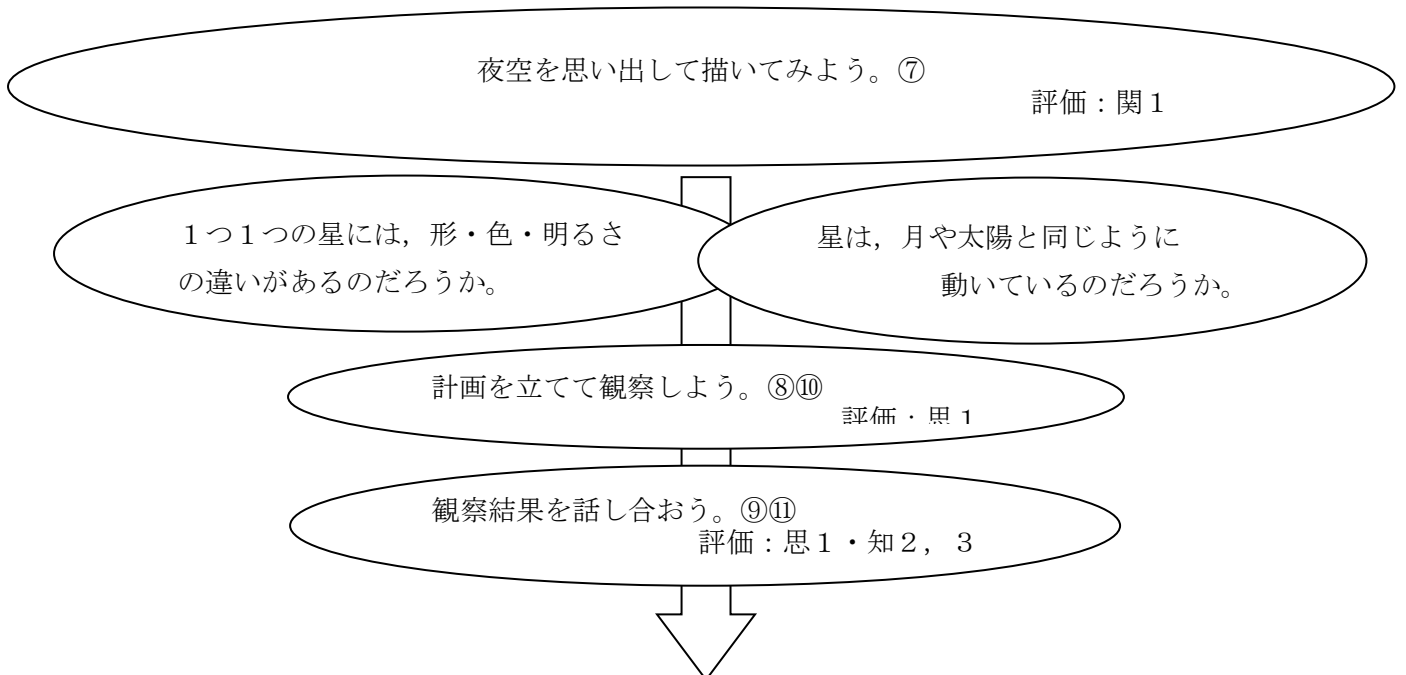 夜空を思い出して描いてみよう。⑦
評価：関１
１つ１つの星には，形・色・明るさ
の違いがあるのだろうか。
星は，月や太陽と同じように
動いているのだろうか。
計画を立てて観察しよう。⑧⑩
評価：思１
観察結果を話し合おう。⑨⑪
評価：思１・知２，３